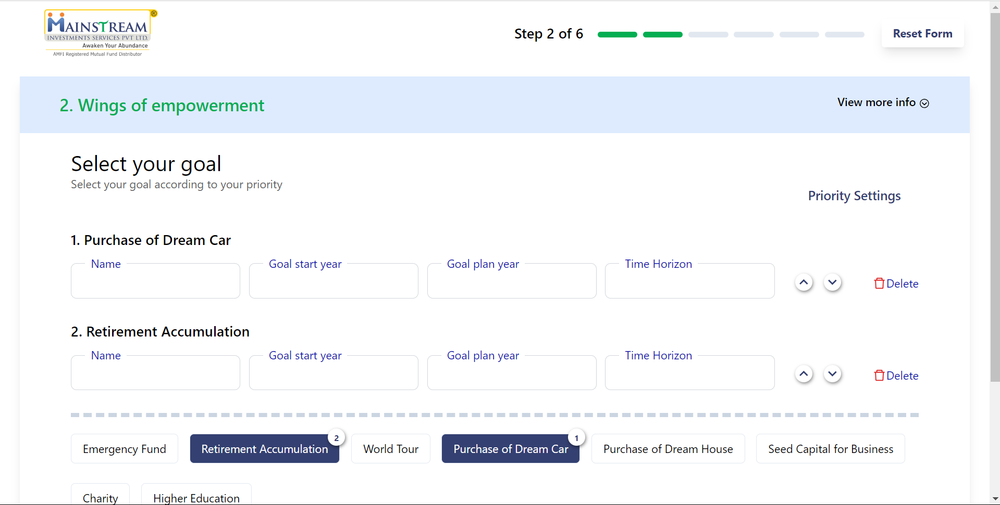 MAINSTREAM ®
INVESTMENTS SERVICES PVT LTD.
Awaken Your Abundance
AMFI Registered Mutual Fund Distributor
Step 2 of 6
Reset Form
2. Wings of empowerment
View more info
Select your goal
Select your goal according to your priority
Priority Settings
1. Purchase of Dream Car
Name Goal start year Goal plan year Time Horizon
Delete
2. Retirement Accumulation
Name Goal start year Goal plan year Time Horizon
Delete
Emergency Fund Retirement Accumulation 2 World Tour Purchase of Dream Car 1 Purchase of Dream House Seed Capital for Business
Charity Higher Education